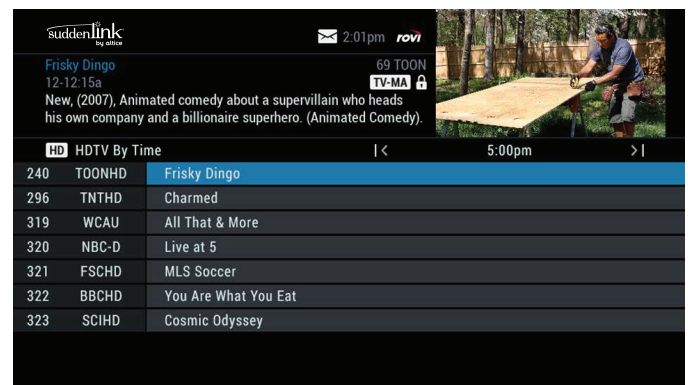 suddenlink
by altice
2:01pm rovi
Frisky Dingo 69 TOON
12-12:15a TV-MA
New, (2007), Animated comedy about a supervillain who heads
his own company and a billionaire superhero. (Animated Comedy).
HD HDTV By Time 5:00pm
240 TOONHD Frisky Dingo
296 TNTHD Charmed
319 WCAU All That & More
320 NBC-D Live at 5
321 FSCHD MLS Soccer
322 BBCHD You Are What You Eat
323 SCIHD Cosmic Odyssey